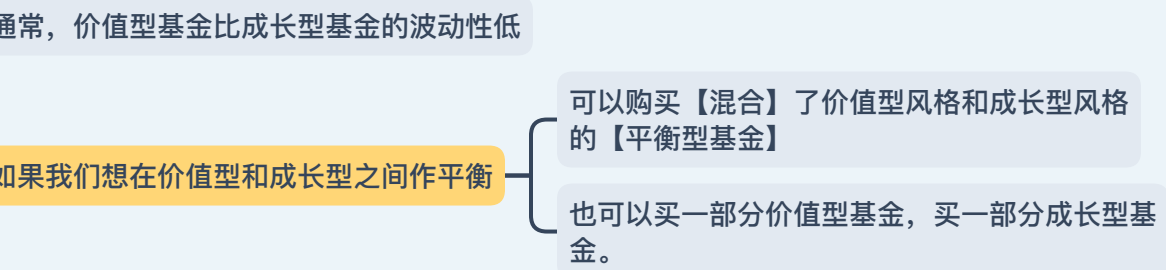 通常，价值型基金比成长型基金的波动性低
可以购买【混合】了价值型风格和成长型风格
的【平衡型基金】
如果我们想在价值型和成长型之间作平衡
也可以买一部分价值型基金，买一部分成长型基
金。